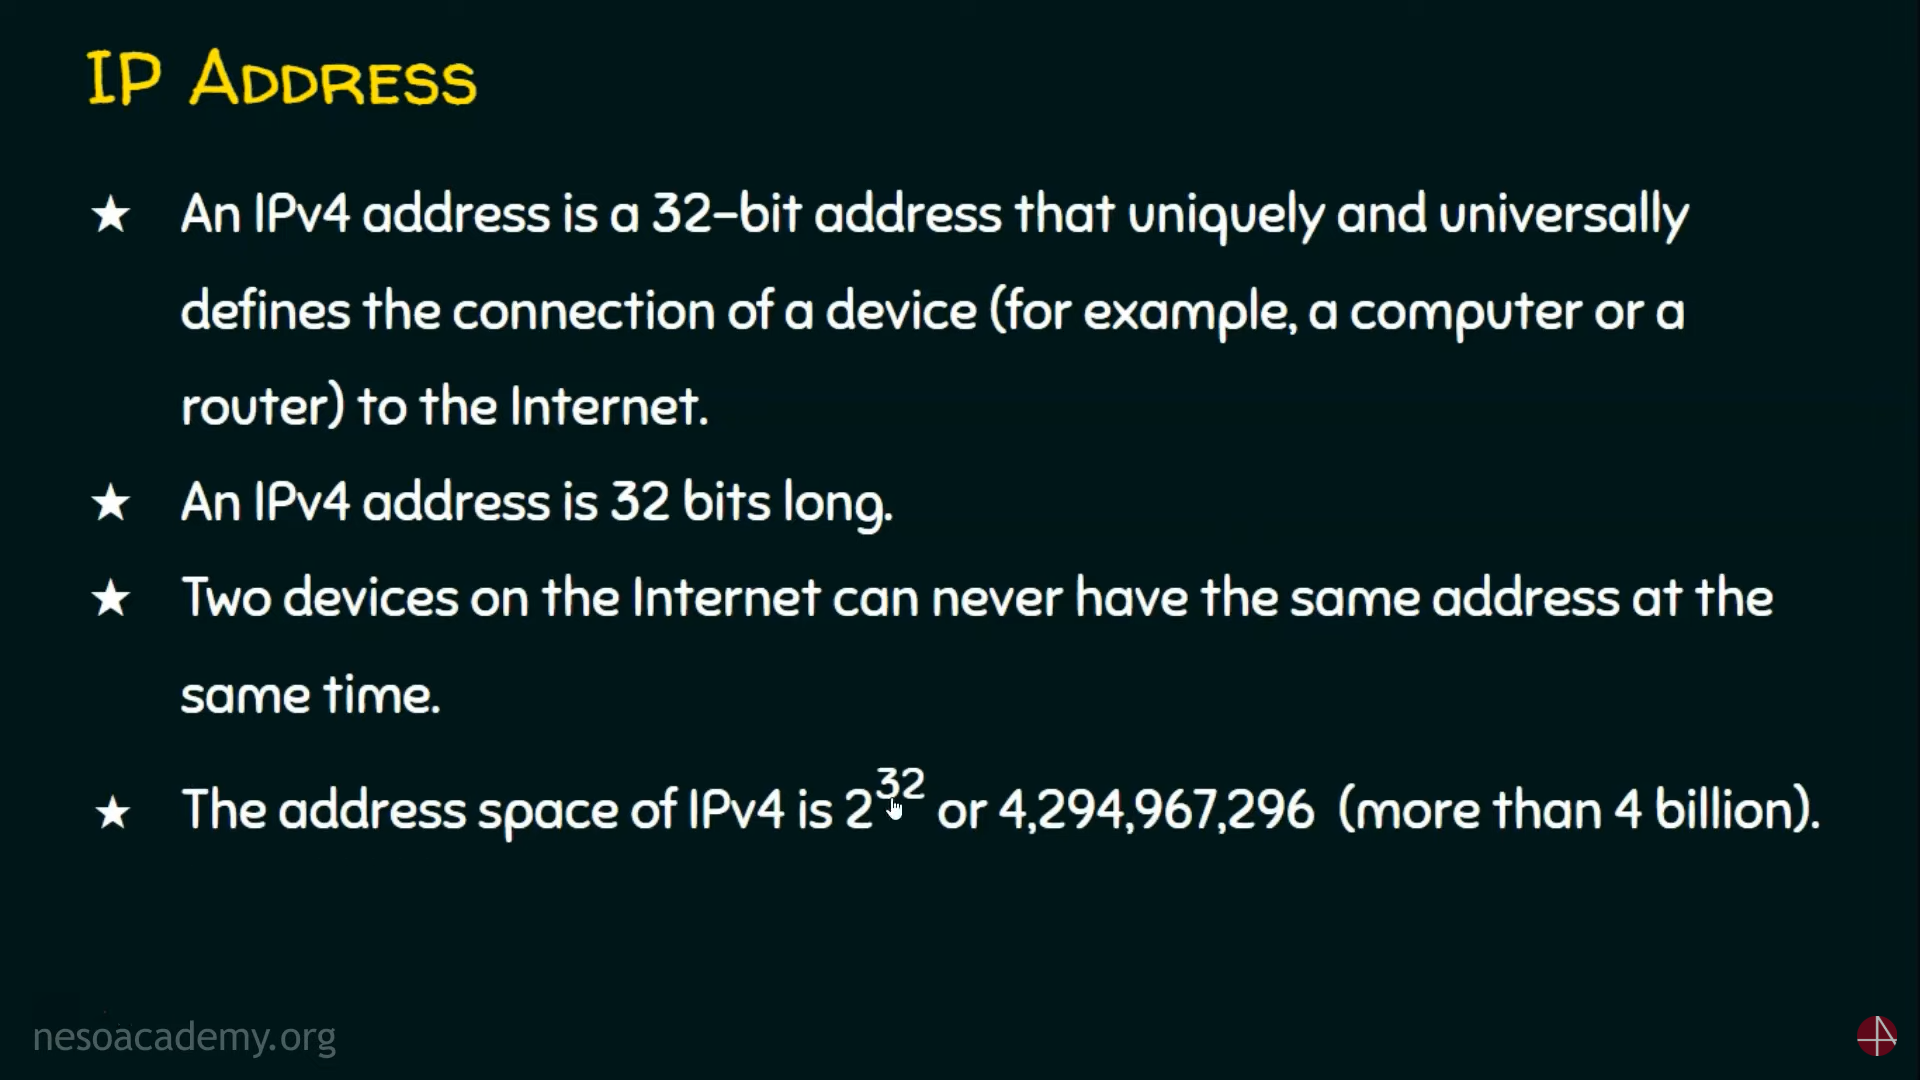 IP ADDRESS
★ An IPv4 address is a 32-bit address that uniquely and universally
defines the connection of a device (for example, a computer or a
router) to the Internet.
★ An IPv4 address is 32 bits long.
★ Two devices on the Internet can never have the same address at the
same time.
★ The address space of IPv4 is 2³² or 4,294,967,296 (more than 4 billion).
nesoacademy.org